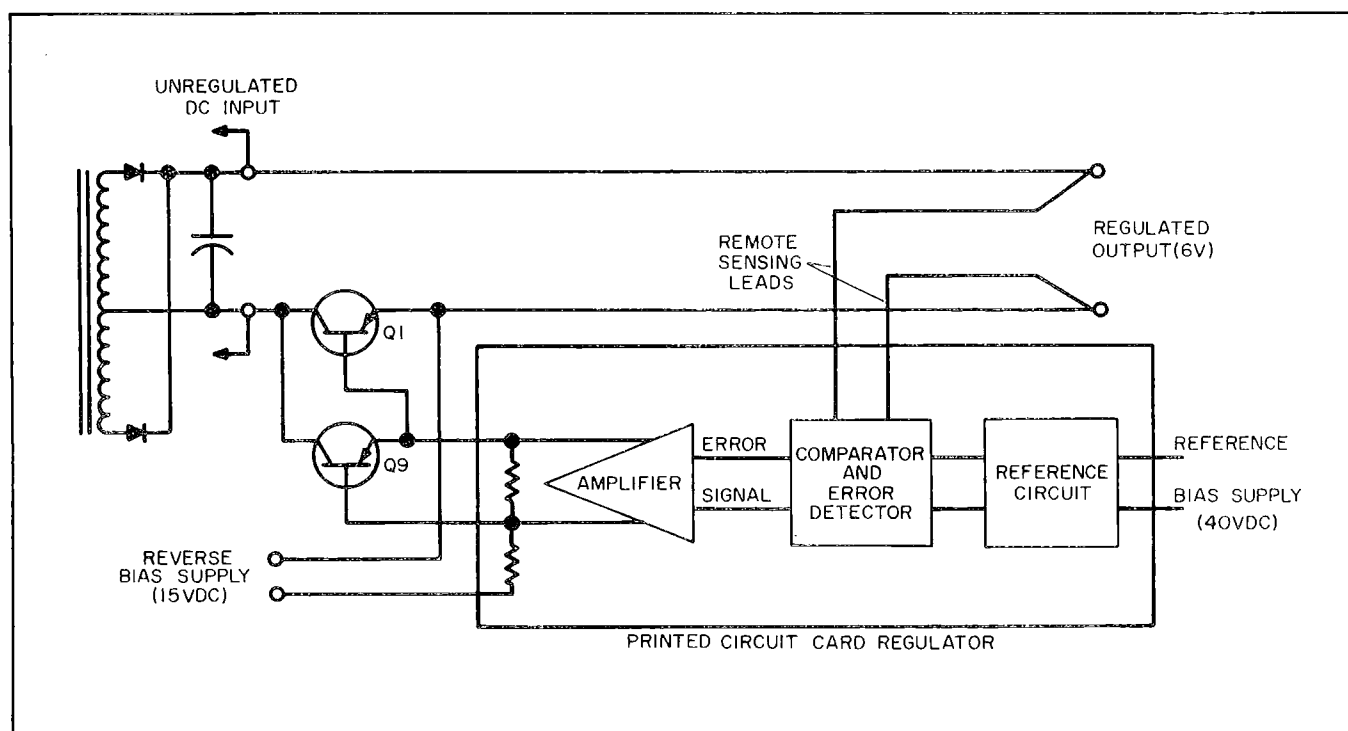 UNREGULATED
DC INPUT
REMOTE
SENSING
LEADS
REGULATED
OUTPUT(6V)
Q1
Q9
AMPLIFIER
ERROR
SIGNAL
COMPARATOR
AND
ERROR
DETECTOR
REFERENCE
CIRCUIT
REFERENCE
BIAS SUPPLY
(40VDC)
REVERSE
BIAS SUPPLY
(15VDC)
PRINTED CIRCUIT CARD REGULATOR